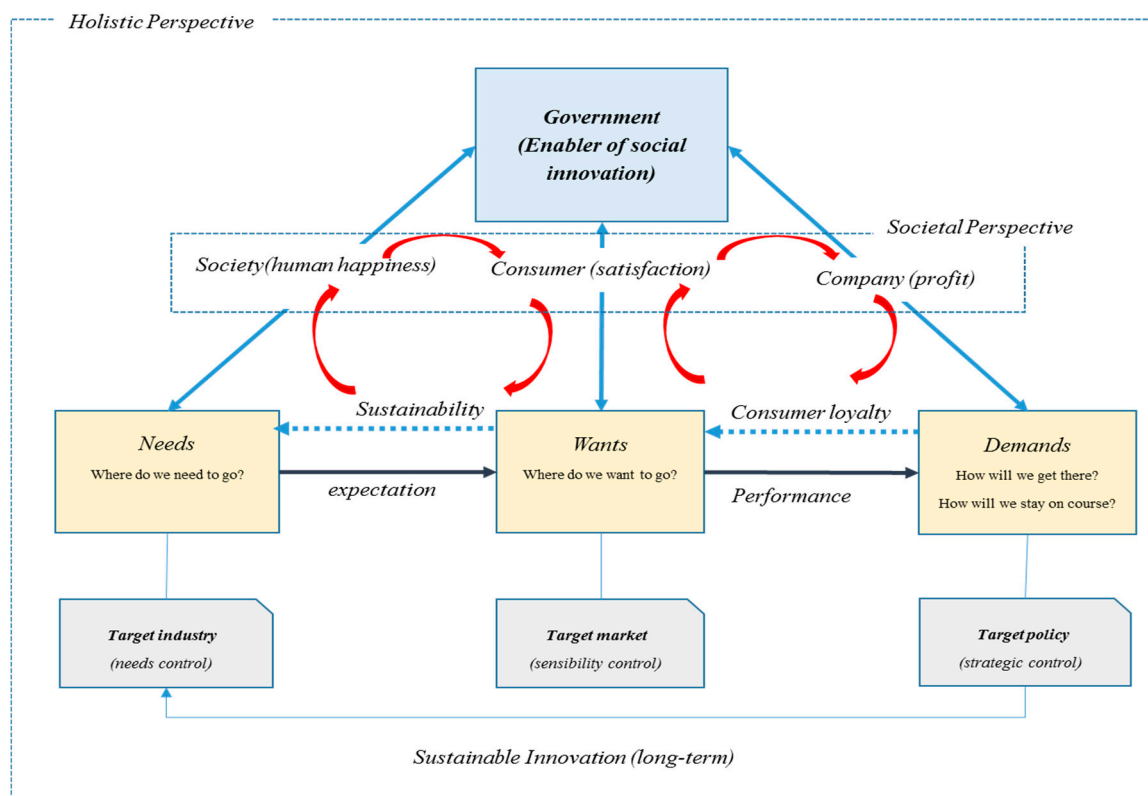 Holistic Perspective
Government
(Enabler of social
innovation)
Societal Perspective
Society(human happiness)
Consumer (satisfaction)
Company (profit)
Sustainability
Consumer loyalty
Needs
Where do we need to go?
expectation
Wants
Where do we want to go?
Performance
Demands
How will we get there?
How will we stay on course?
Target industry
(needs control)
Target market
(sensibility control)
Target policy
(strategic control)
Sustainable Innovation (long-term)